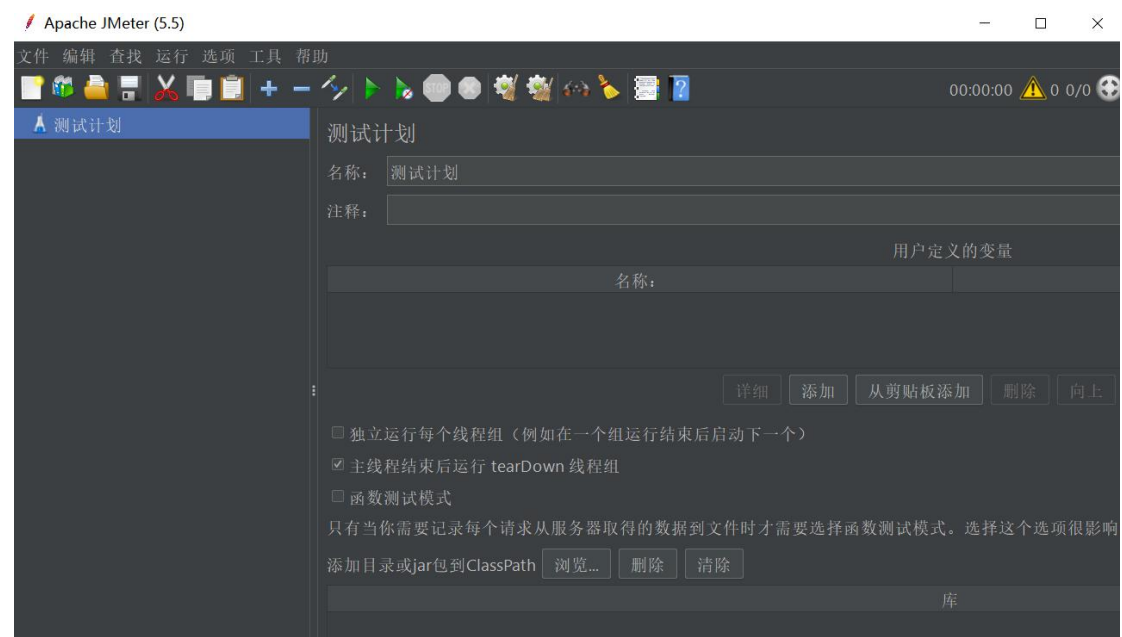 Apache JMeter (5.5)
文件 编辑 查找 运行 选项 工具 帮助
STOP
00:00:00 0 0/0
测试计划
测试计划
名称: 测试计划
注释:
用户定义的变量
名称:
详细 添加 从剪贴板添加 删除 向上
独立运行每个线程组（例如在一个组运行结束后启动下一个）
主线程结束后运行 tearDown 线程组
函数测试模式
只有当你需要记录每个请求从服务器取得的数据到文件时才需要选择函数测试模式。选择这个选项很影响
添加目录或jar包到ClassPath 浏览... 删除 清除
库